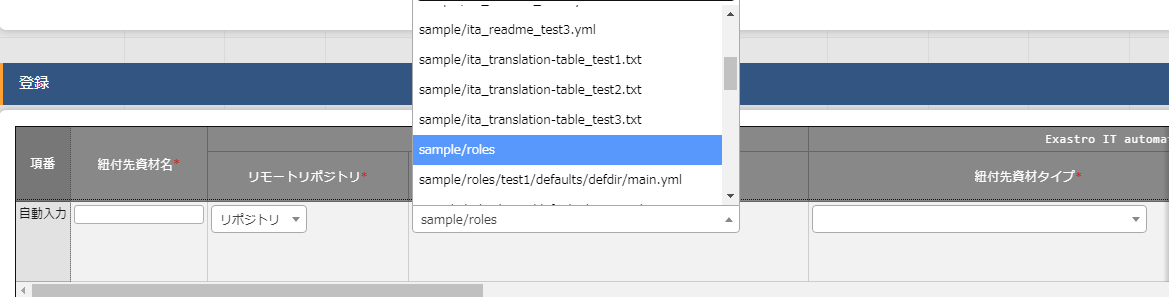 sample/ita_readme_test3.yml
sample/ita_translation-table_test1.txt
sample/ita_translation-table_test2.txt
sample/ita_translation-table_test3.txt
sample/roles
sample/roles/test1/defaults/defdir/main.yml
登録
Exastro IT automat
項番
紐付先資材名*
リモートリポジトリ*
紐付先資材タイプ*
自動入力
リポジトリ
sample/roles